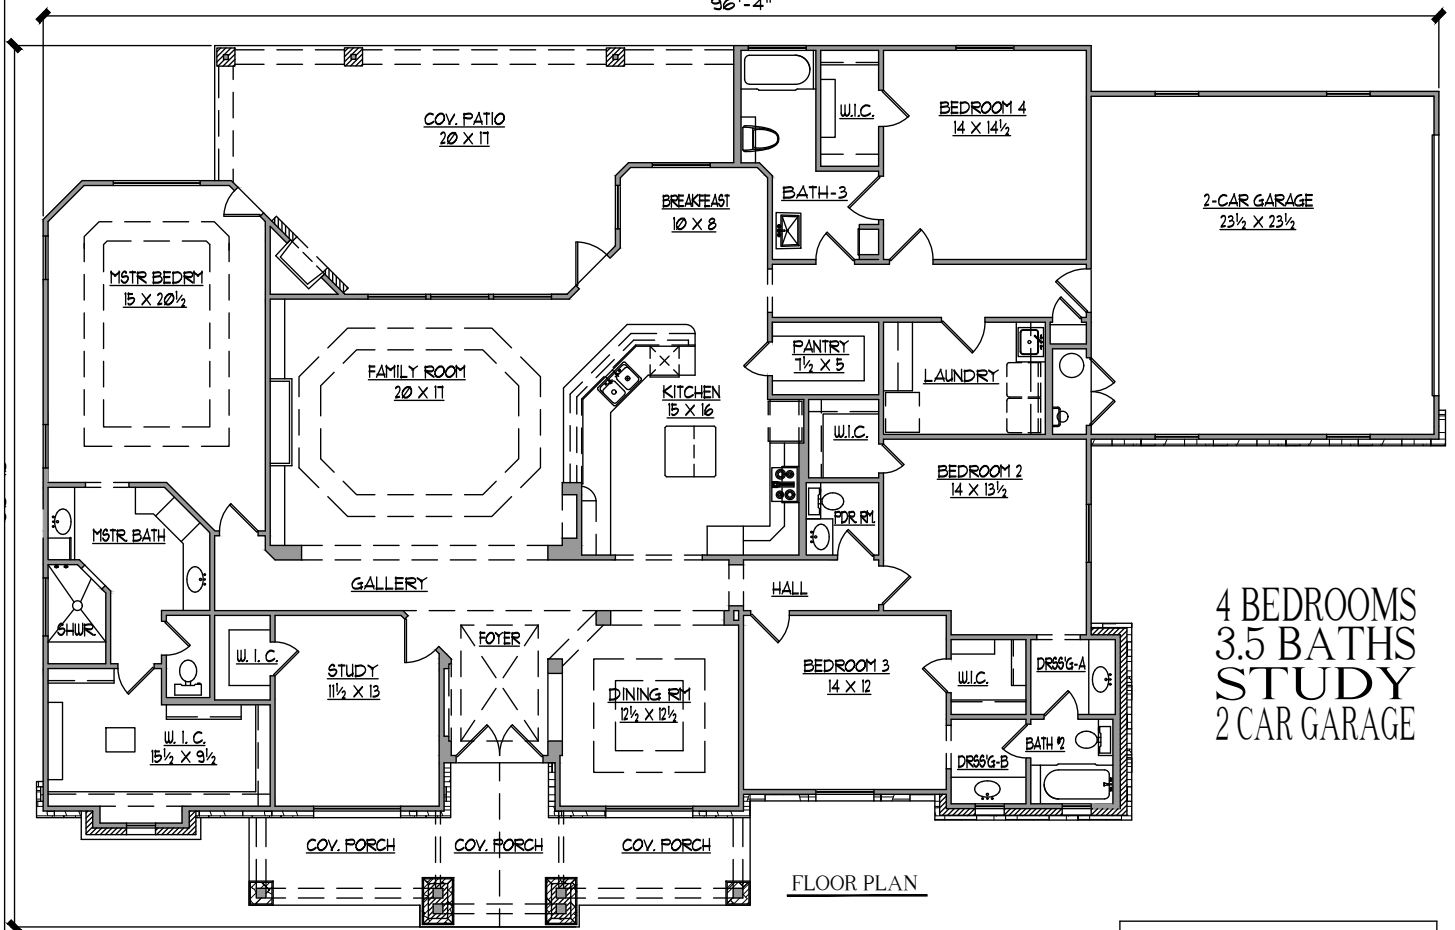 96'-4"
COV. PATIO
20 X 17
BREAKFEAST
10 X 8
BATH-3
W.I.C.
BEDROOM 4
14 X 14½
2-CAR GARAGE
23½ X 23½
MSTR BEDRM
15 X 20½
FAMILY ROOM
20 X 17
KITCHEN
15 X 16
PANTRY
7½ X 5
LAUNDRY
W.I.C.
BEDROOM 2
14 X 13½
PDR RM.
MSTR BATH
SHWR.
GALLERY
HALL
W. I. C.
STUDY
11½ X 13
FOYER
DINING RM
12½ X 12½
BEDROOM 3
14 X 12
W.I.C.
DRSS'G-A
DRSS'G-B
BATH #2
W. I. C.
15½ X 9½
COV. PORCH
COV. PORCH
COV. PORCH
FLOOR PLAN
4 BEDROOMS
3.5 BATHS
STUDY
2 CAR GARAGE